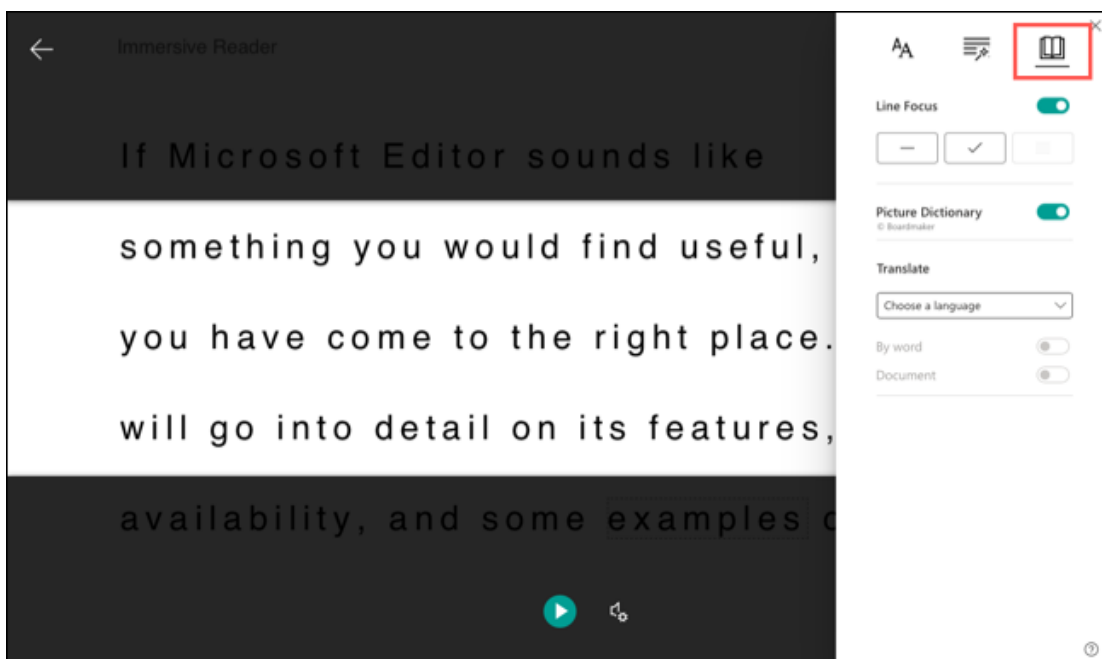 Immersive Reader
If Microsoft Editor sounds like
something you would find useful,
you have come to the right place.
will go into detail on its features,
availability, and some examples
AA
Line Focus
Picture Dictionary
© Boardmaker
Translate
Choose a language
By word
Document